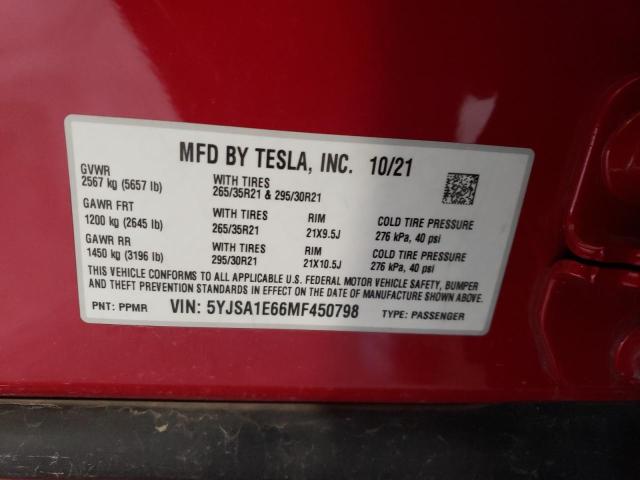 MFD BY TESLA, INC. 10/21
GVWR
2567 kg (5657 lb)
WITH TIRES
265/35R21 & 295/30R21
GAWR FRT
1200 kg (2645 lb)
WITH TIRES
265/35R21
RIM
21X9.5J
COLD TIRE PRESSURE
276 kPa, 40 psi
GAWR RR
1450 kg (3196 lb)
WITH TIRES
295/30R21
RIM
21X10.5J
COLD TIRE PRESSURE
276 kPa, 40 psi
THIS VEHICLE CONFORMS TO ALL APPLICABLE U.S. FEDERAL MOTOR VEHICLE SAFETY, BUMPER
AND THEFT PREVENTION STANDARDS IN EFFECT ON THE DATE OF MANUFACTURE SHOWN ABOVE.
PNT: PPMR VIN: 5YJSA1E66MF450798 TYPE: PASSENGER